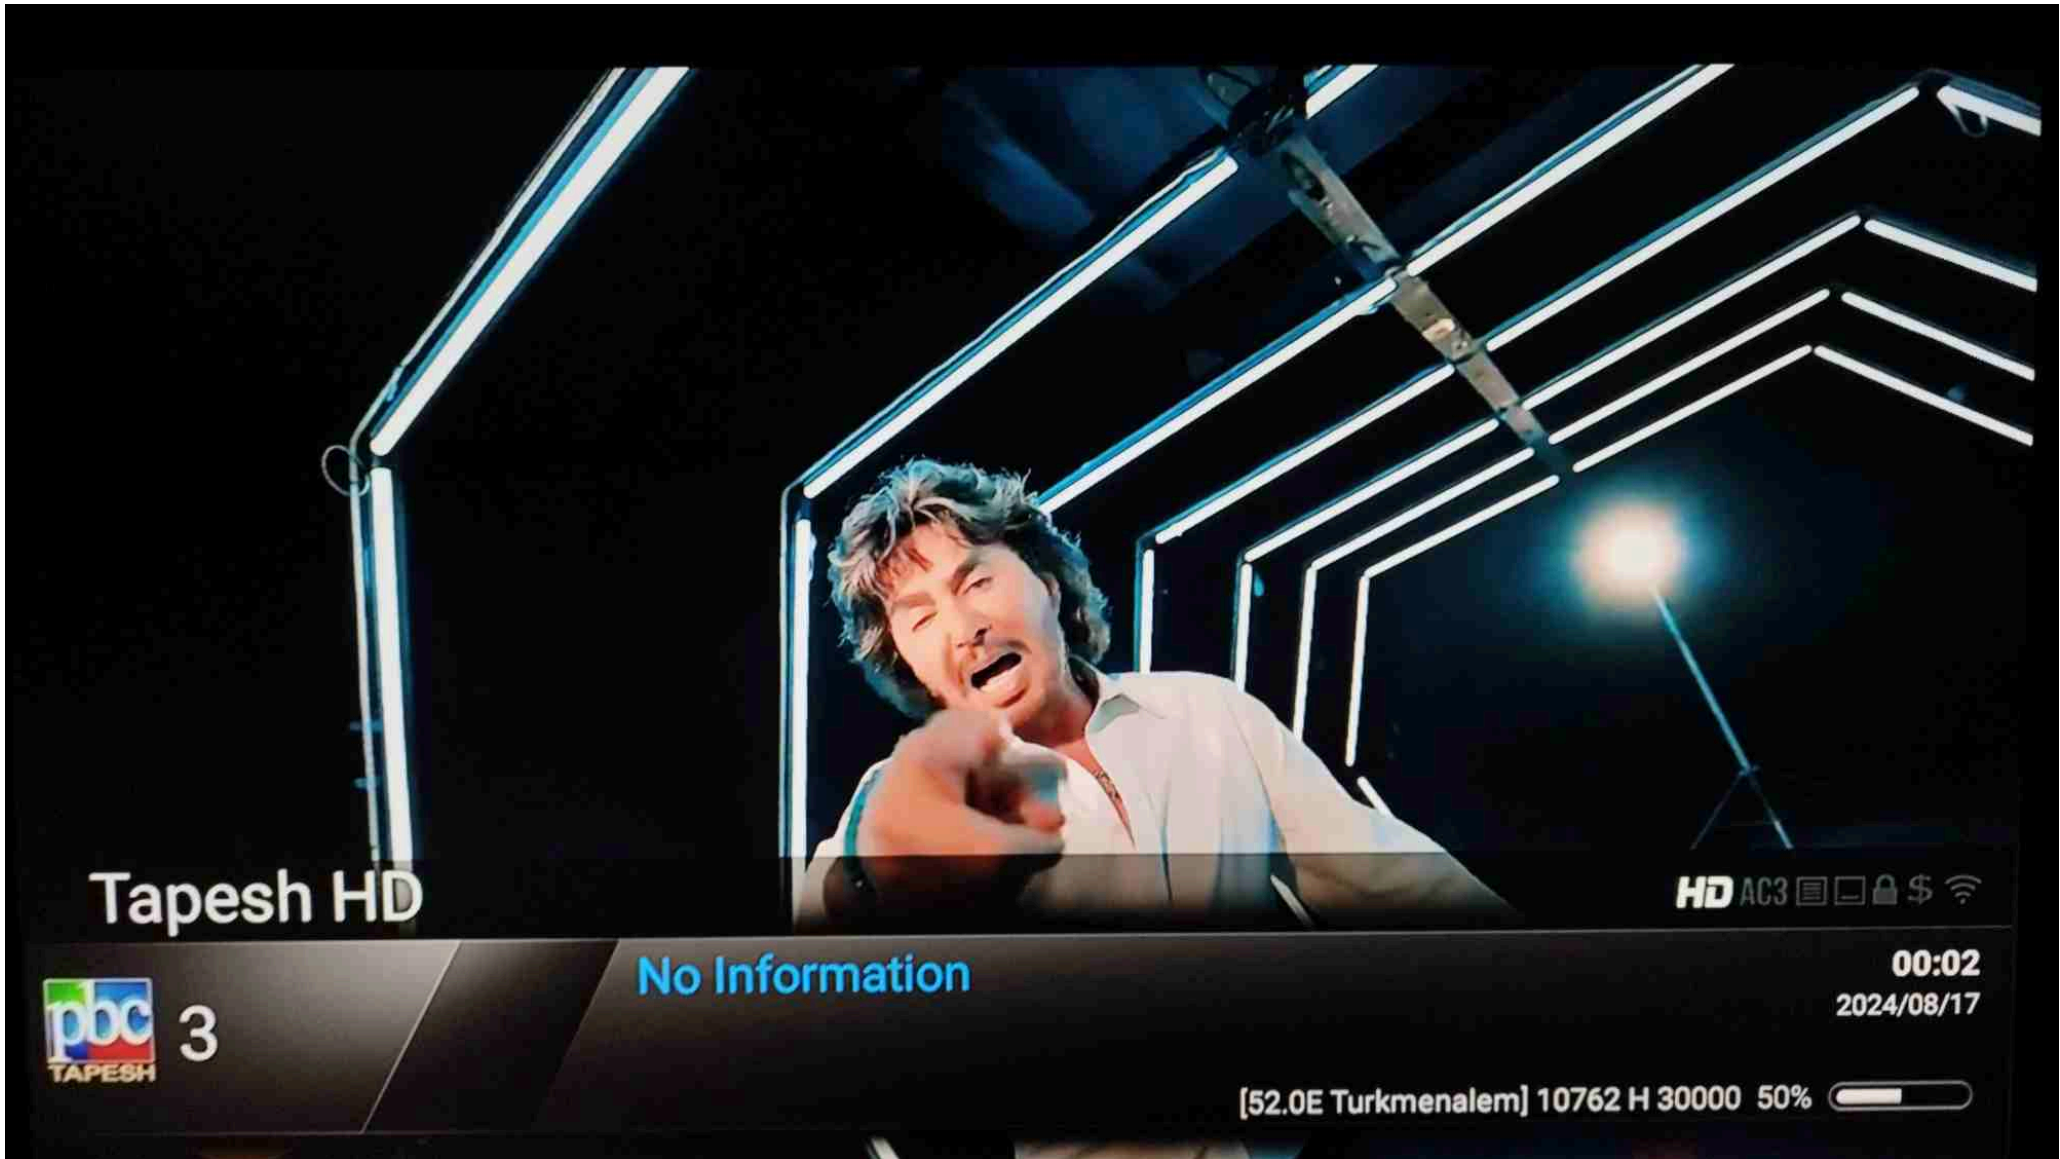 Tapesh HD
HD AC3 $
pbc
TAPESH
3
No Information
00:02
2024/08/17
[52.0E Turkmenalem] 10762 H 30000 50%